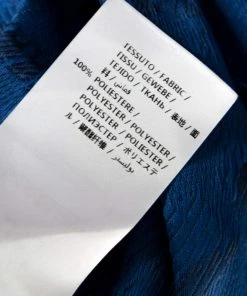 TESSUTO / FABRIC /
TISSU / GEWEBE /
TEJIDO / ТКАНЬ / 表地 / 面
料 / قماش
100% POLIESTERE /
POLYESTER / POLYESTER /
POLYESTER / POLIÉSTER /
ПОЛИЭСТЕР / ポリエステ
ル / 聚酯纤维 / بوليستر